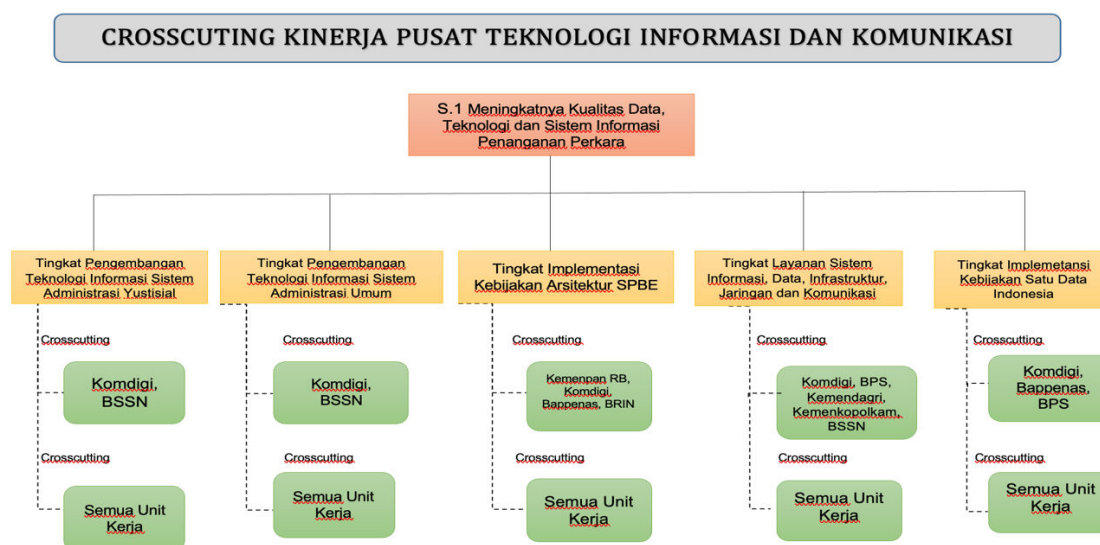 CROSSCUTING KINERJA PUSAT TEKNOLOGI INFORMASI DAN KOMUNIKASI
S.1 Meningkatnya Kualitas Data,
Teknologi dan Sistem Informasi
Penanganan Perkara
Tingkat Pengembangan
Teknologi Informasi Sistem
Administrasi Yustisial
Tingkat Pengembangan
Teknologi Informasi Sistem
Administrasi Umum
Tingkat Implementasi
Kebijakan Arsitektur SPBE
Tingkat Layanan Sistem
Informasi, Data, Infrastruktur,
Jaringan dan Komunikasi
Tingkat Implemetansi
Kebijakan Satu Data
Indonesia
Crosscutting
Crosscutting
Crosscutting
Crosscutting
Crosscutting
Komdigi,
BSSN
Komdigi,
BSSN
Kemenpan RB,
Komdigi,
Bappenas, BRIN
Komdigi, BPS,
Kemendagri,
Kemenkopolkam,
BSSN
Komdigi,
Bappenas,
BPS
Crosscutting
Crosscutting
Crosscutting
Crosscutting
Crosscutting
Semua Unit
Kerja
Semua Unit
Kerja
Semua Unit
Kerja
Semua Unit
Kerja
Semua Unit
Kerja